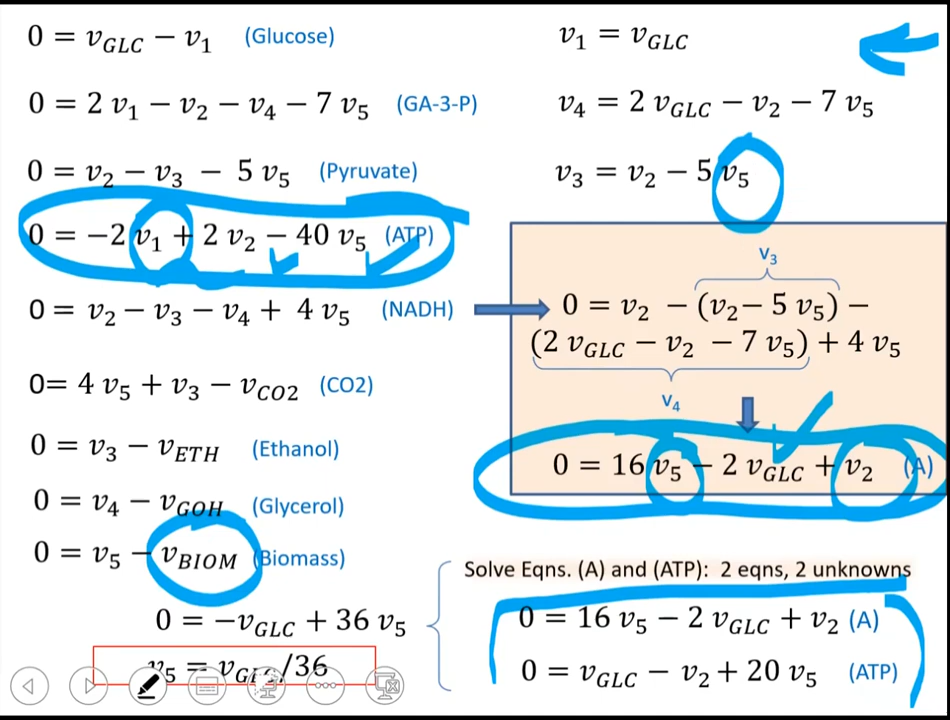 0 = v_GLC − v_1 (Glucose)
0 = 2 v_1 − v_2 − v_4 − 7 v_5 (GA-3-P)
0 = v_2 − v_3 − 5 v_5 (Pyruvate)
0 = −2 v_1 + 2 v_2 − 40 v_5 (ATP)
0 = v_2 − v_3 − v_4 + 4 v_5 (NADH)
0= 4 v_5 + v_3 − v_CO2 (CO2)
0 = v_3 − v_ETH (Ethanol)
0 = v_4 − v_GOH (Glycerol)
0 = v_5 − v_BIOM (Biomass)
0 = −v_GLC + 36 v_5
v_5 = v_GLC/36
v_1 = v_GLC
v_4 = 2 v_GLC − v_2 − 7 v_5
v_3 = v_2 − 5 v_5
v_3
0 = v_2 − (v_2 − 5 v_5) −
(2 v_GLC − v_2 − 7 v_5) + 4 v_5
v_4
0 = 16 v_5 − 2 v_GLC + v_2 (A)
Solve Eqns. (A) and (ATP): 2 eqns, 2 unknowns
0 = 16 v_5 − 2 v_GLC + v_2 (A)
0 = v_GLC − v_2 + 20 v_5 (ATP)